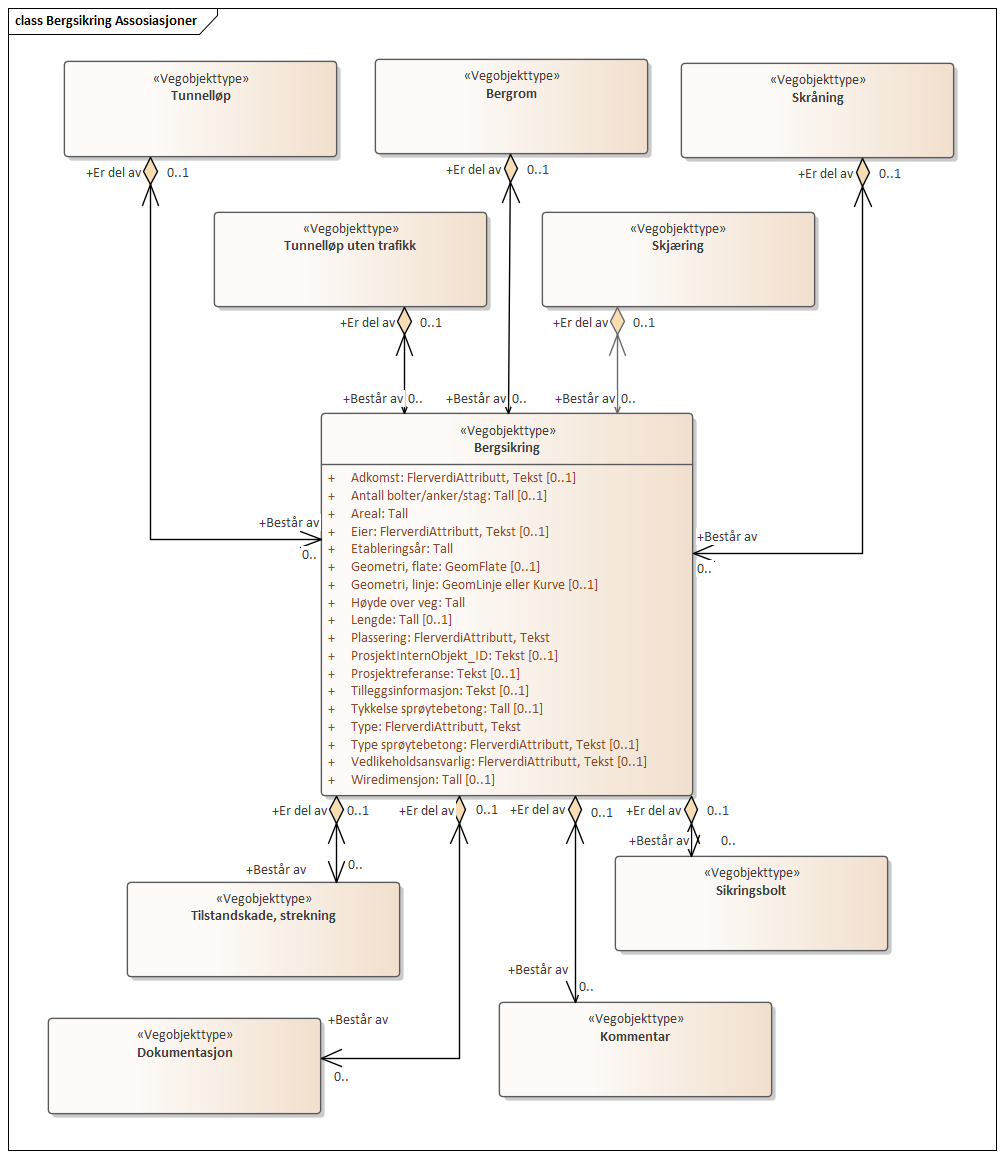 class Bergsikring Assosiasjoner
«Vegobjekttype»
Tunnelløp
«Vegobjekttype»
Bergrom
«Vegobjekttype»
Skråning
+Er del av 0..1
+Er del av 0..1
+Er del av 0..1
«Vegobjekttype»
Tunnelløp uten trafikk
«Vegobjekttype»
Skjæring
+Er del av 0..1
+Er del av 0..1
+Består av 0..
+Består av 0..
+Består av 0..
«Vegobjekttype»
Bergsikring
+ Adkomst: FlerverdiAttributt, Tekst [0..1]
+ Antall bolter/anker/stag: Tall [0..1]
+ Areal: Tall
+ Eier: FlerverdiAttributt, Tekst [0..1]
+ Etableringsår: Tall
+ Geometri, flate: GeomFlate [0..1]
+ Geometri, linje: GeomLinje eller Kurve [0..1]
+ Høyde over veg: Tall
+ Lengde: Tall [0..1]
+ Plassering: FlerverdiAttributt, Tekst
+ ProsjektInternObjekt_ID: Tekst [0..1]
+ Prosjektreferanse: Tekst [0..1]
+ Tilleggsinformasjon: Tekst [0..1]
+ Tykkelse sprøytebetong: Tall [0..1]
+ Type: FlerverdiAttributt, Tekst
+ Type sprøytebetong: FlerverdiAttributt, Tekst [0..1]
+ Vedlikeholdsansvarlig: FlerverdiAttributt, Tekst [0..1]
+ Wiredimensjon: Tall [0..1]
+Består av
0..
+Består av
0..
+Er del av 0..1
+Er del av 0..1
+Er del av 0..1
+Er del av 0..1
+Består av 0..
+Består av 0..
«Vegobjekttype»
Tilstandskade, strekning
«Vegobjekttype»
Sikringsbolt
+Består av
0..
+Består av
0..
«Vegobjekttype»
Dokumentasjon
«Vegobjekttype»
Kommentar